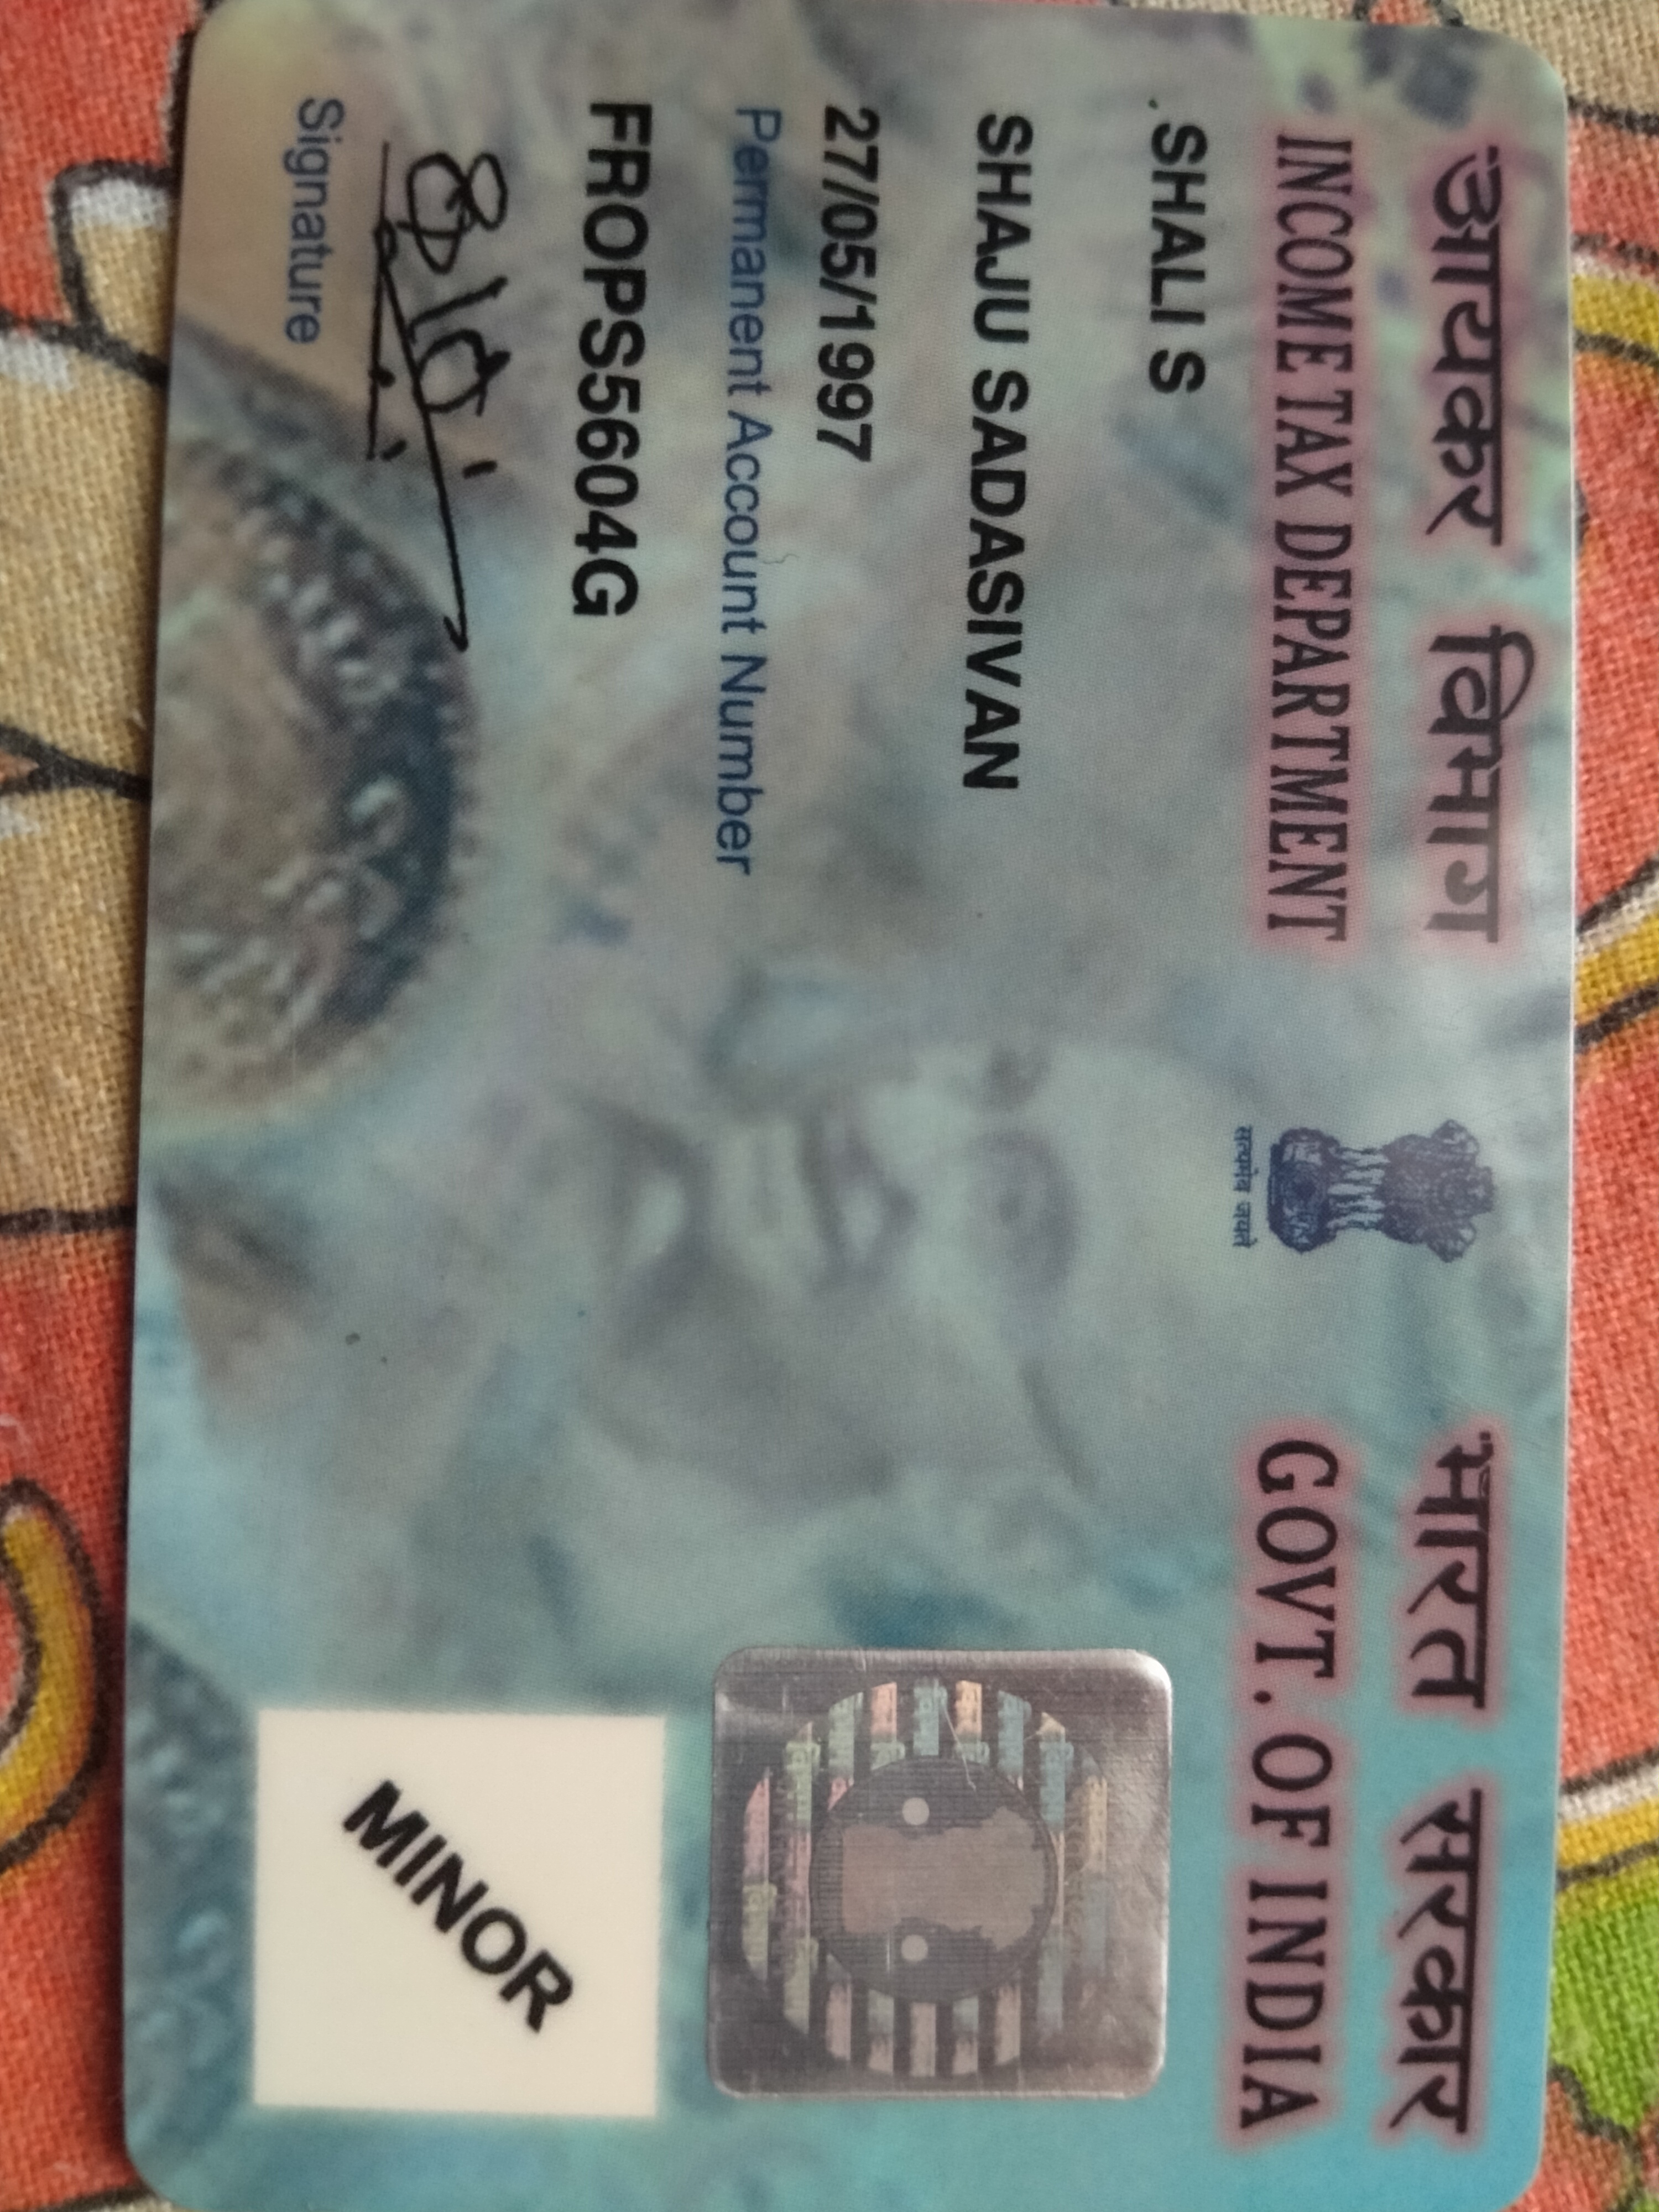 आयकर विभाग
INCOME TAX DEPARTMENT
सत्यमेव जयते
भारत सरकार
GOVT. OF INDIA
. SHALI S
SHAJU SADASIVAN
27/05/1997
Permanent Account Number
FROPS5604G
Signature
MINOR